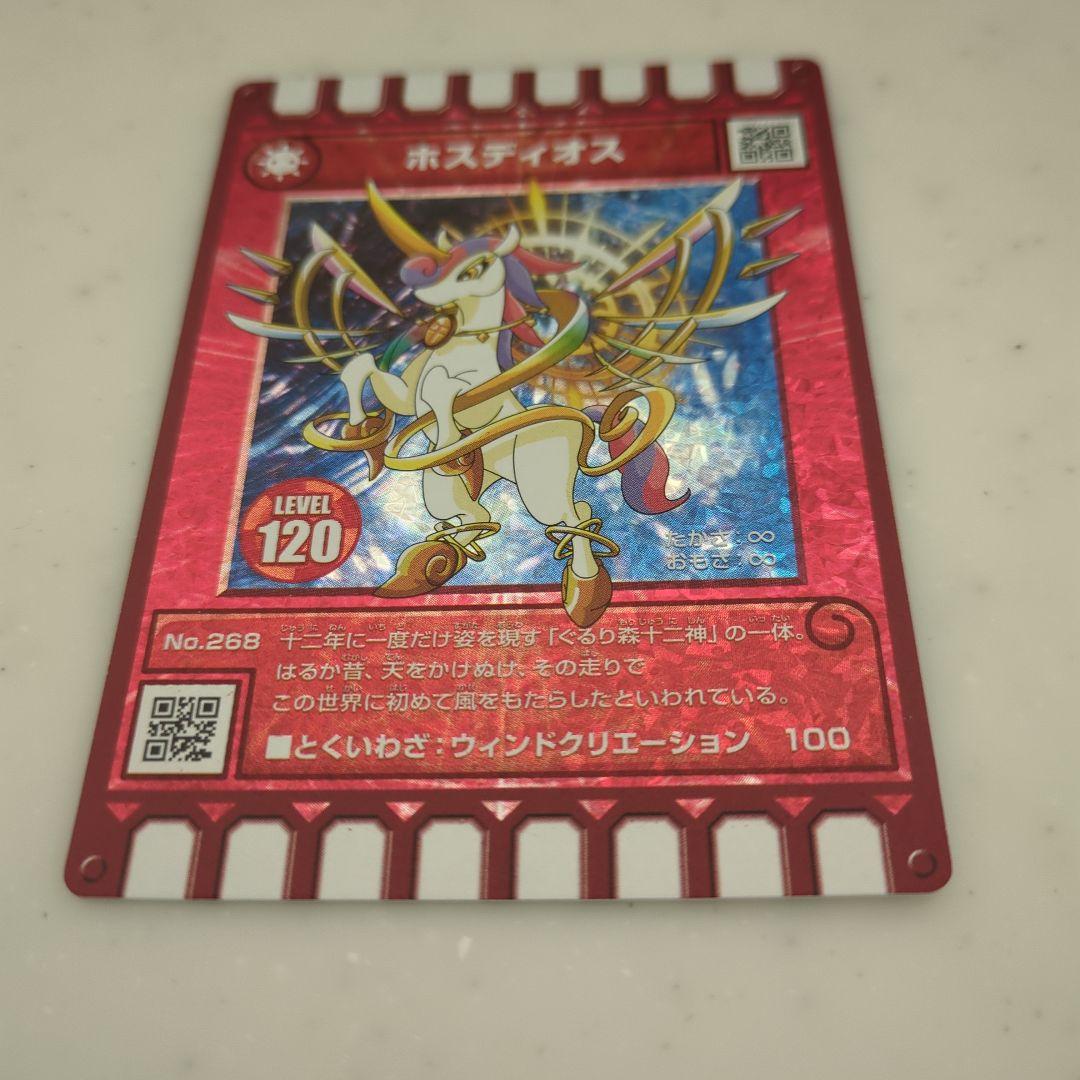 ホスディオス
LEVEL
120
たかさ：∞
おもさ：∞
No.268 十二年に一度だけ姿を現す「ぐるり森十二神」の一体。
はるか昔、天をかけぬけ、その走りで
この世界に初めて風をもたらしたといわれている。
■とくいわざ：ウィンドクリエーション 100